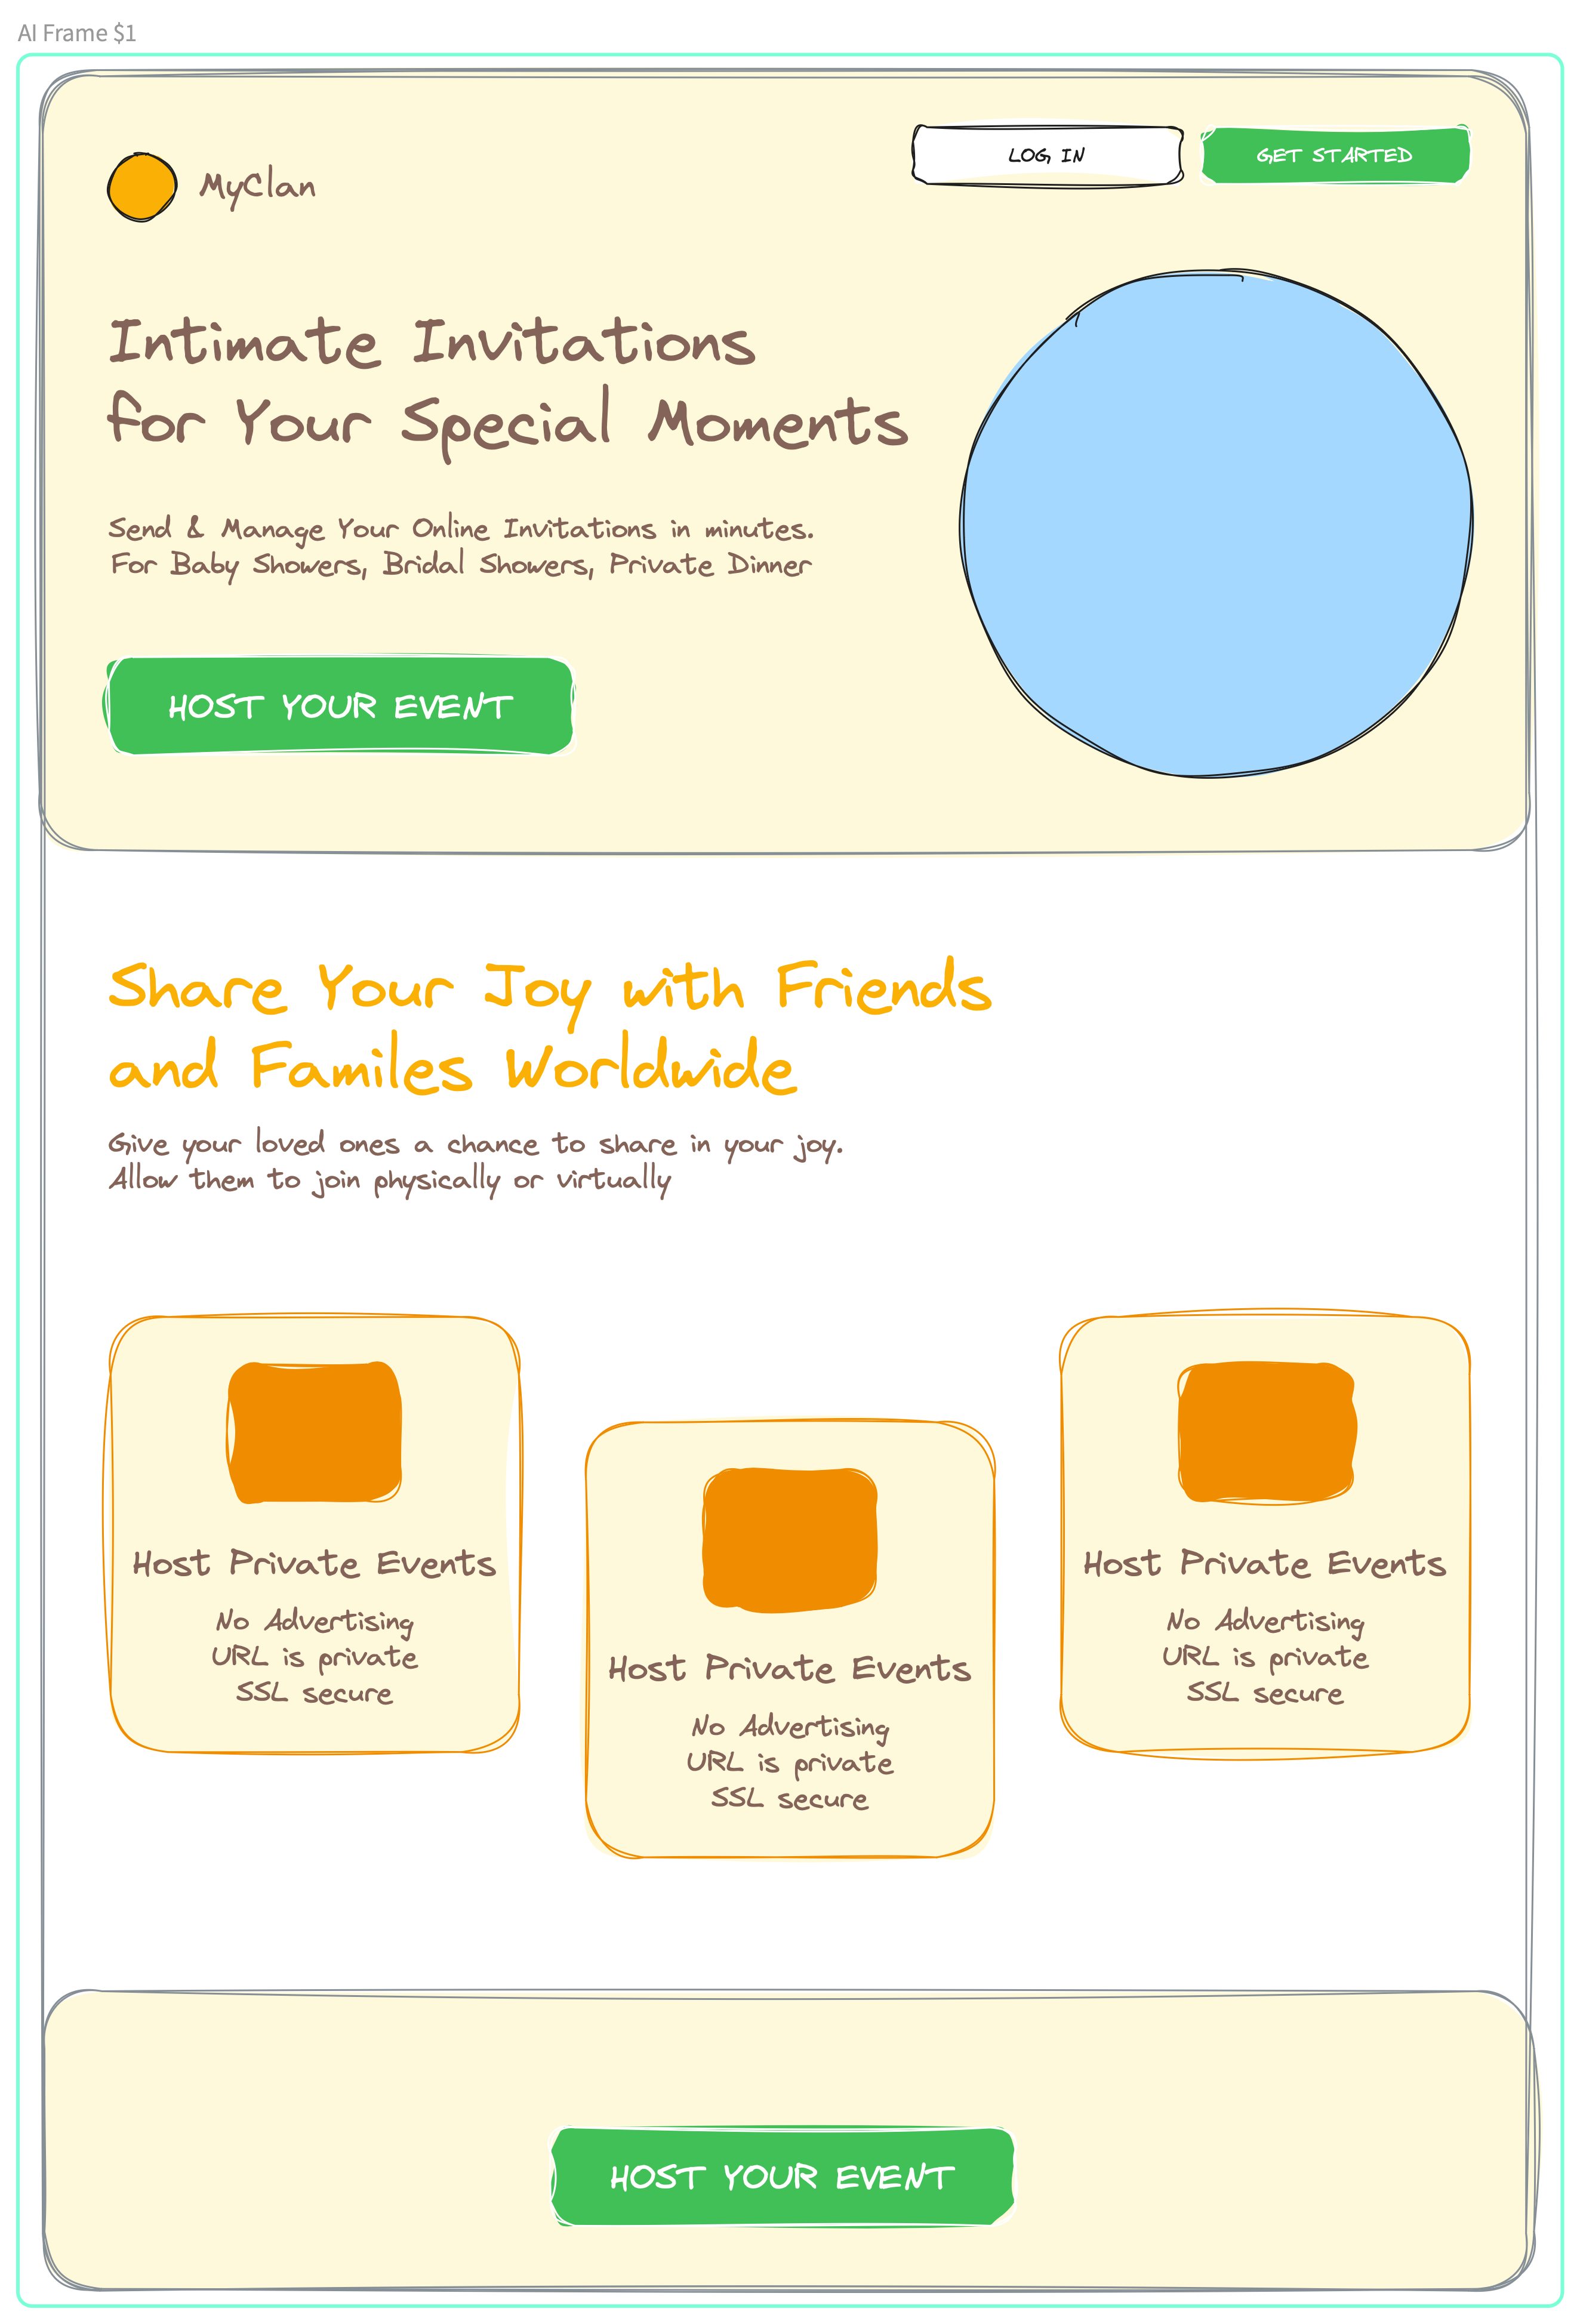 AI Frame $1
MyClan
LOG IN
GET STARTED
Intimate Invitations
for Your Special Moments
Send & Manage Your Online Invitations in minutes.
For Baby Showers, Bridal Showers, Private Dinner
HOST YOUR EVENT
Share Your Joy with Friends
and Familes Worldwide
Give your loved ones a chance to share in your joy.
Allow them to join physically or virtually
Host Private Events
No Advertising
URL is private
SSL secure
Host Private Events
No Advertising
URL is private
SSL secure
Host Private Events
No Advertising
URL is private
SSL secure
HOST YOUR EVENT